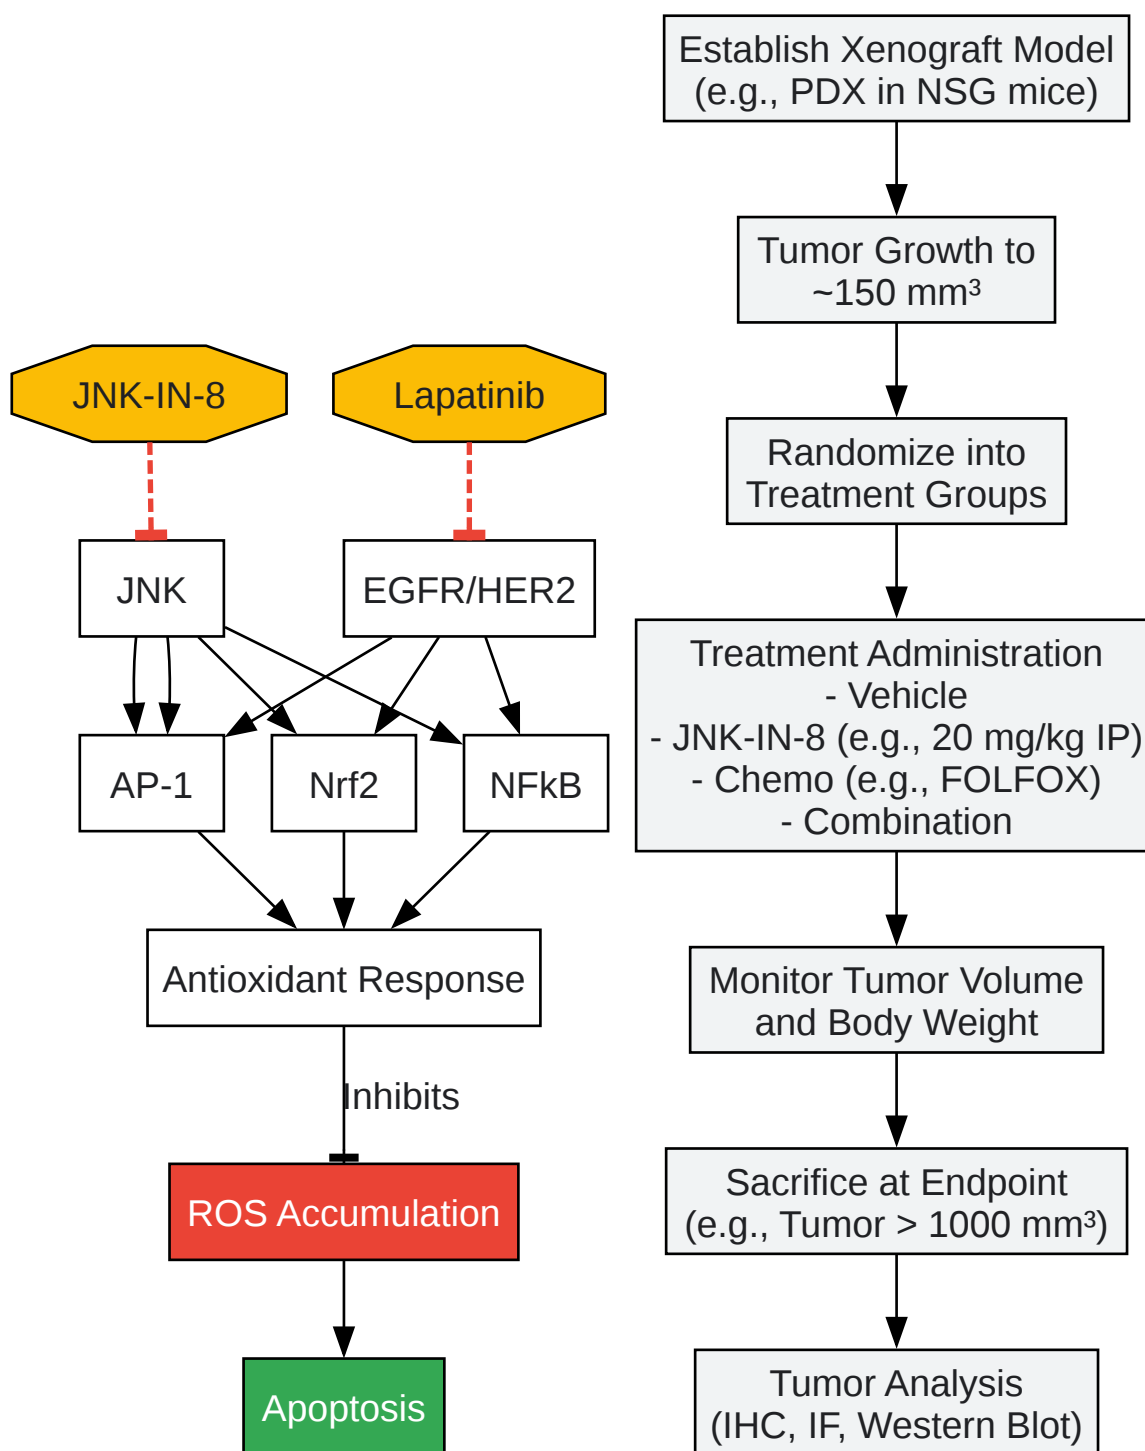 JNK-IN-8
Lapatinib
JNK
EGFR/HER2
AP-1
Nrf2
NFkB
Antioxidant Response
Inhibits
ROS Accumulation
Apoptosis
Establish Xenograft Model
(e.g., PDX in NSG mice)
Tumor Growth to
~150 mm³
Randomize into
Treatment Groups
Treatment Administration
- Vehicle
- JNK-IN-8 (e.g., 20 mg/kg IP)
- Chemo (e.g., FOLFOX)
- Combination
Monitor Tumor Volume
and Body Weight
Sacrifice at Endpoint
(e.g., Tumor > 1000 mm³)
Tumor Analysis
(IHC, IF, Western Blot)